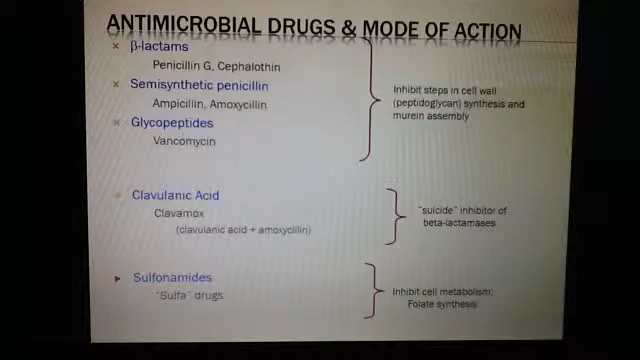 ANTIMICROBIAL DRUGS & MODE OF ACTION
β-lactams
Penicillin G, Cephalothin
Semisynthetic penicillin
Ampicillin, Amoxycillin
Glycopeptides
Vancomycin
Inhibit steps in cell wall
(peptidoglycan) synthesis and
murein assembly
Clavulanic Acid
Clavamox
(clavulanic acid + amoxycillin)
"suicide" inhibitor of
beta-lactamases
Sulfonamides
"Sulfa" drugs
Inhibit cell metabolism:
Folate synthesis